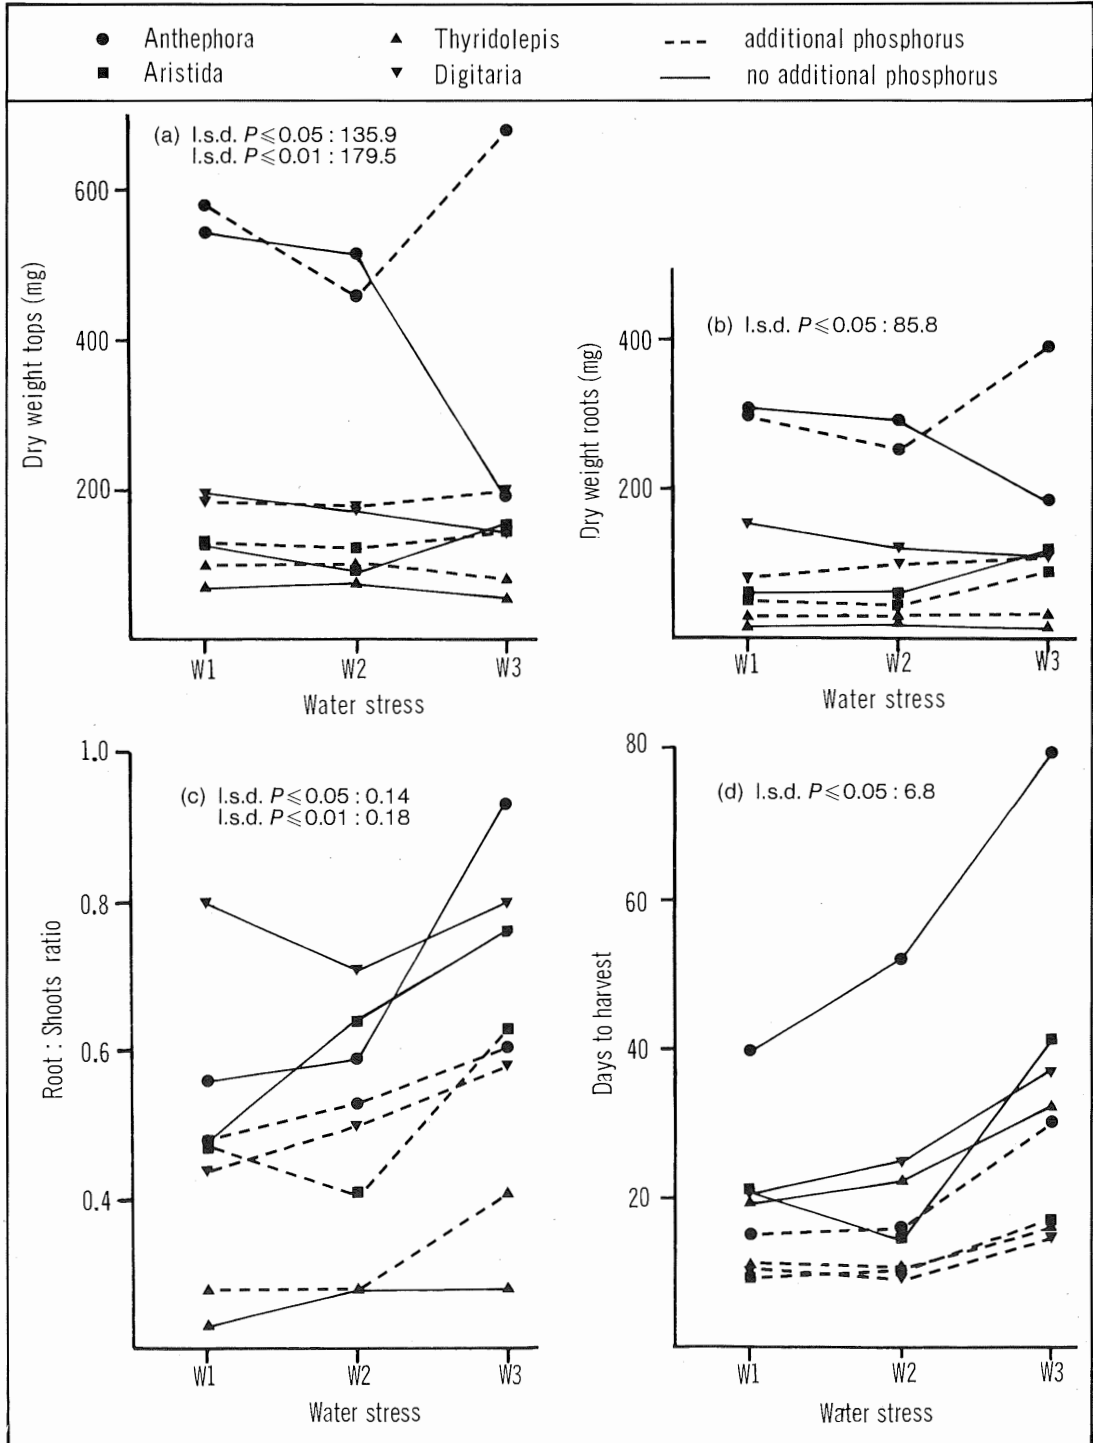 Anthephora
Aristida
Thyridolepis
Digitaria
additional phosphorus
no additional phosphorus
(a) l.s.d. P⩽0.05 : 135.9
l.s.d. P⩽0.01 : 179.5
600
400
200
Dry weight tops (mg)
W1 W2 W3
Water stress
(b) l.s.d. P⩽0.05 : 85.8
400
200
Dry weight roots (mg)
W1 W2 W3
Water stress
(c) l.s.d. P⩽0.05 : 0.14
l.s.d. P⩽0.01 : 0.18
1.0
0.8
0.6
0.4
Root : Shoots ratio
W1 W2 W3
Water stress
(d) l.s.d. P⩽0.05 : 6.8
80
60
40
20
Days to harvest
W1 W2 W3
Water stress